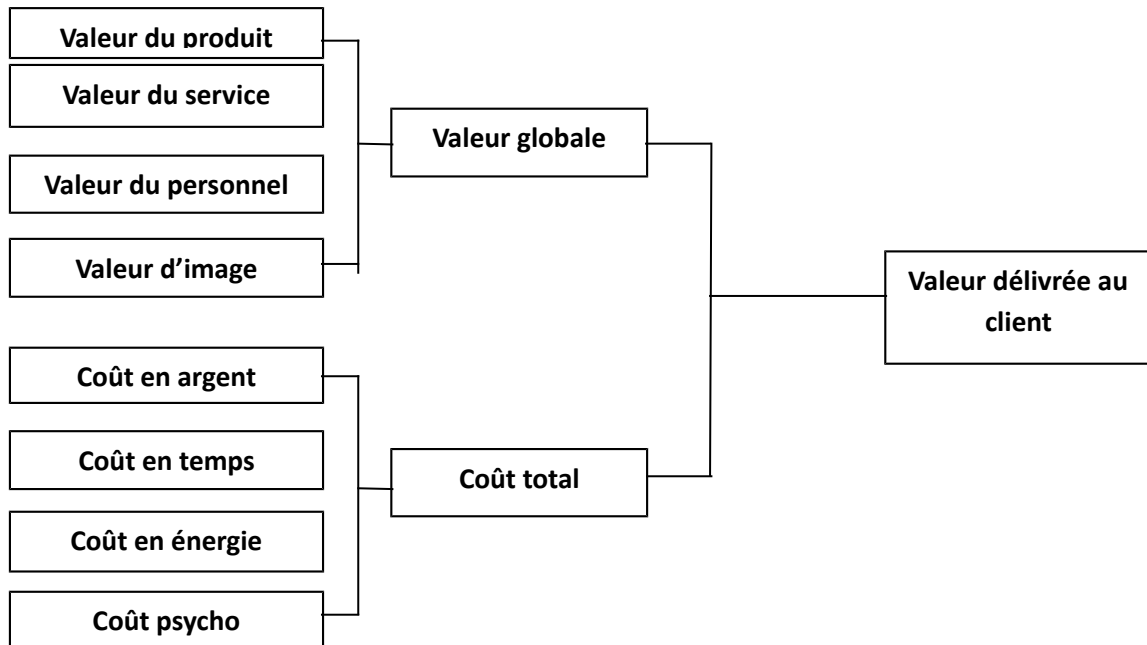 Valeur du produit
Valeur du service
Valeur du personnel
Valeur d’image
Coût en argent
Coût en temps
Coût en énergie
Coût psycho
Valeur globale
Coût total
Valeur délivrée au
client